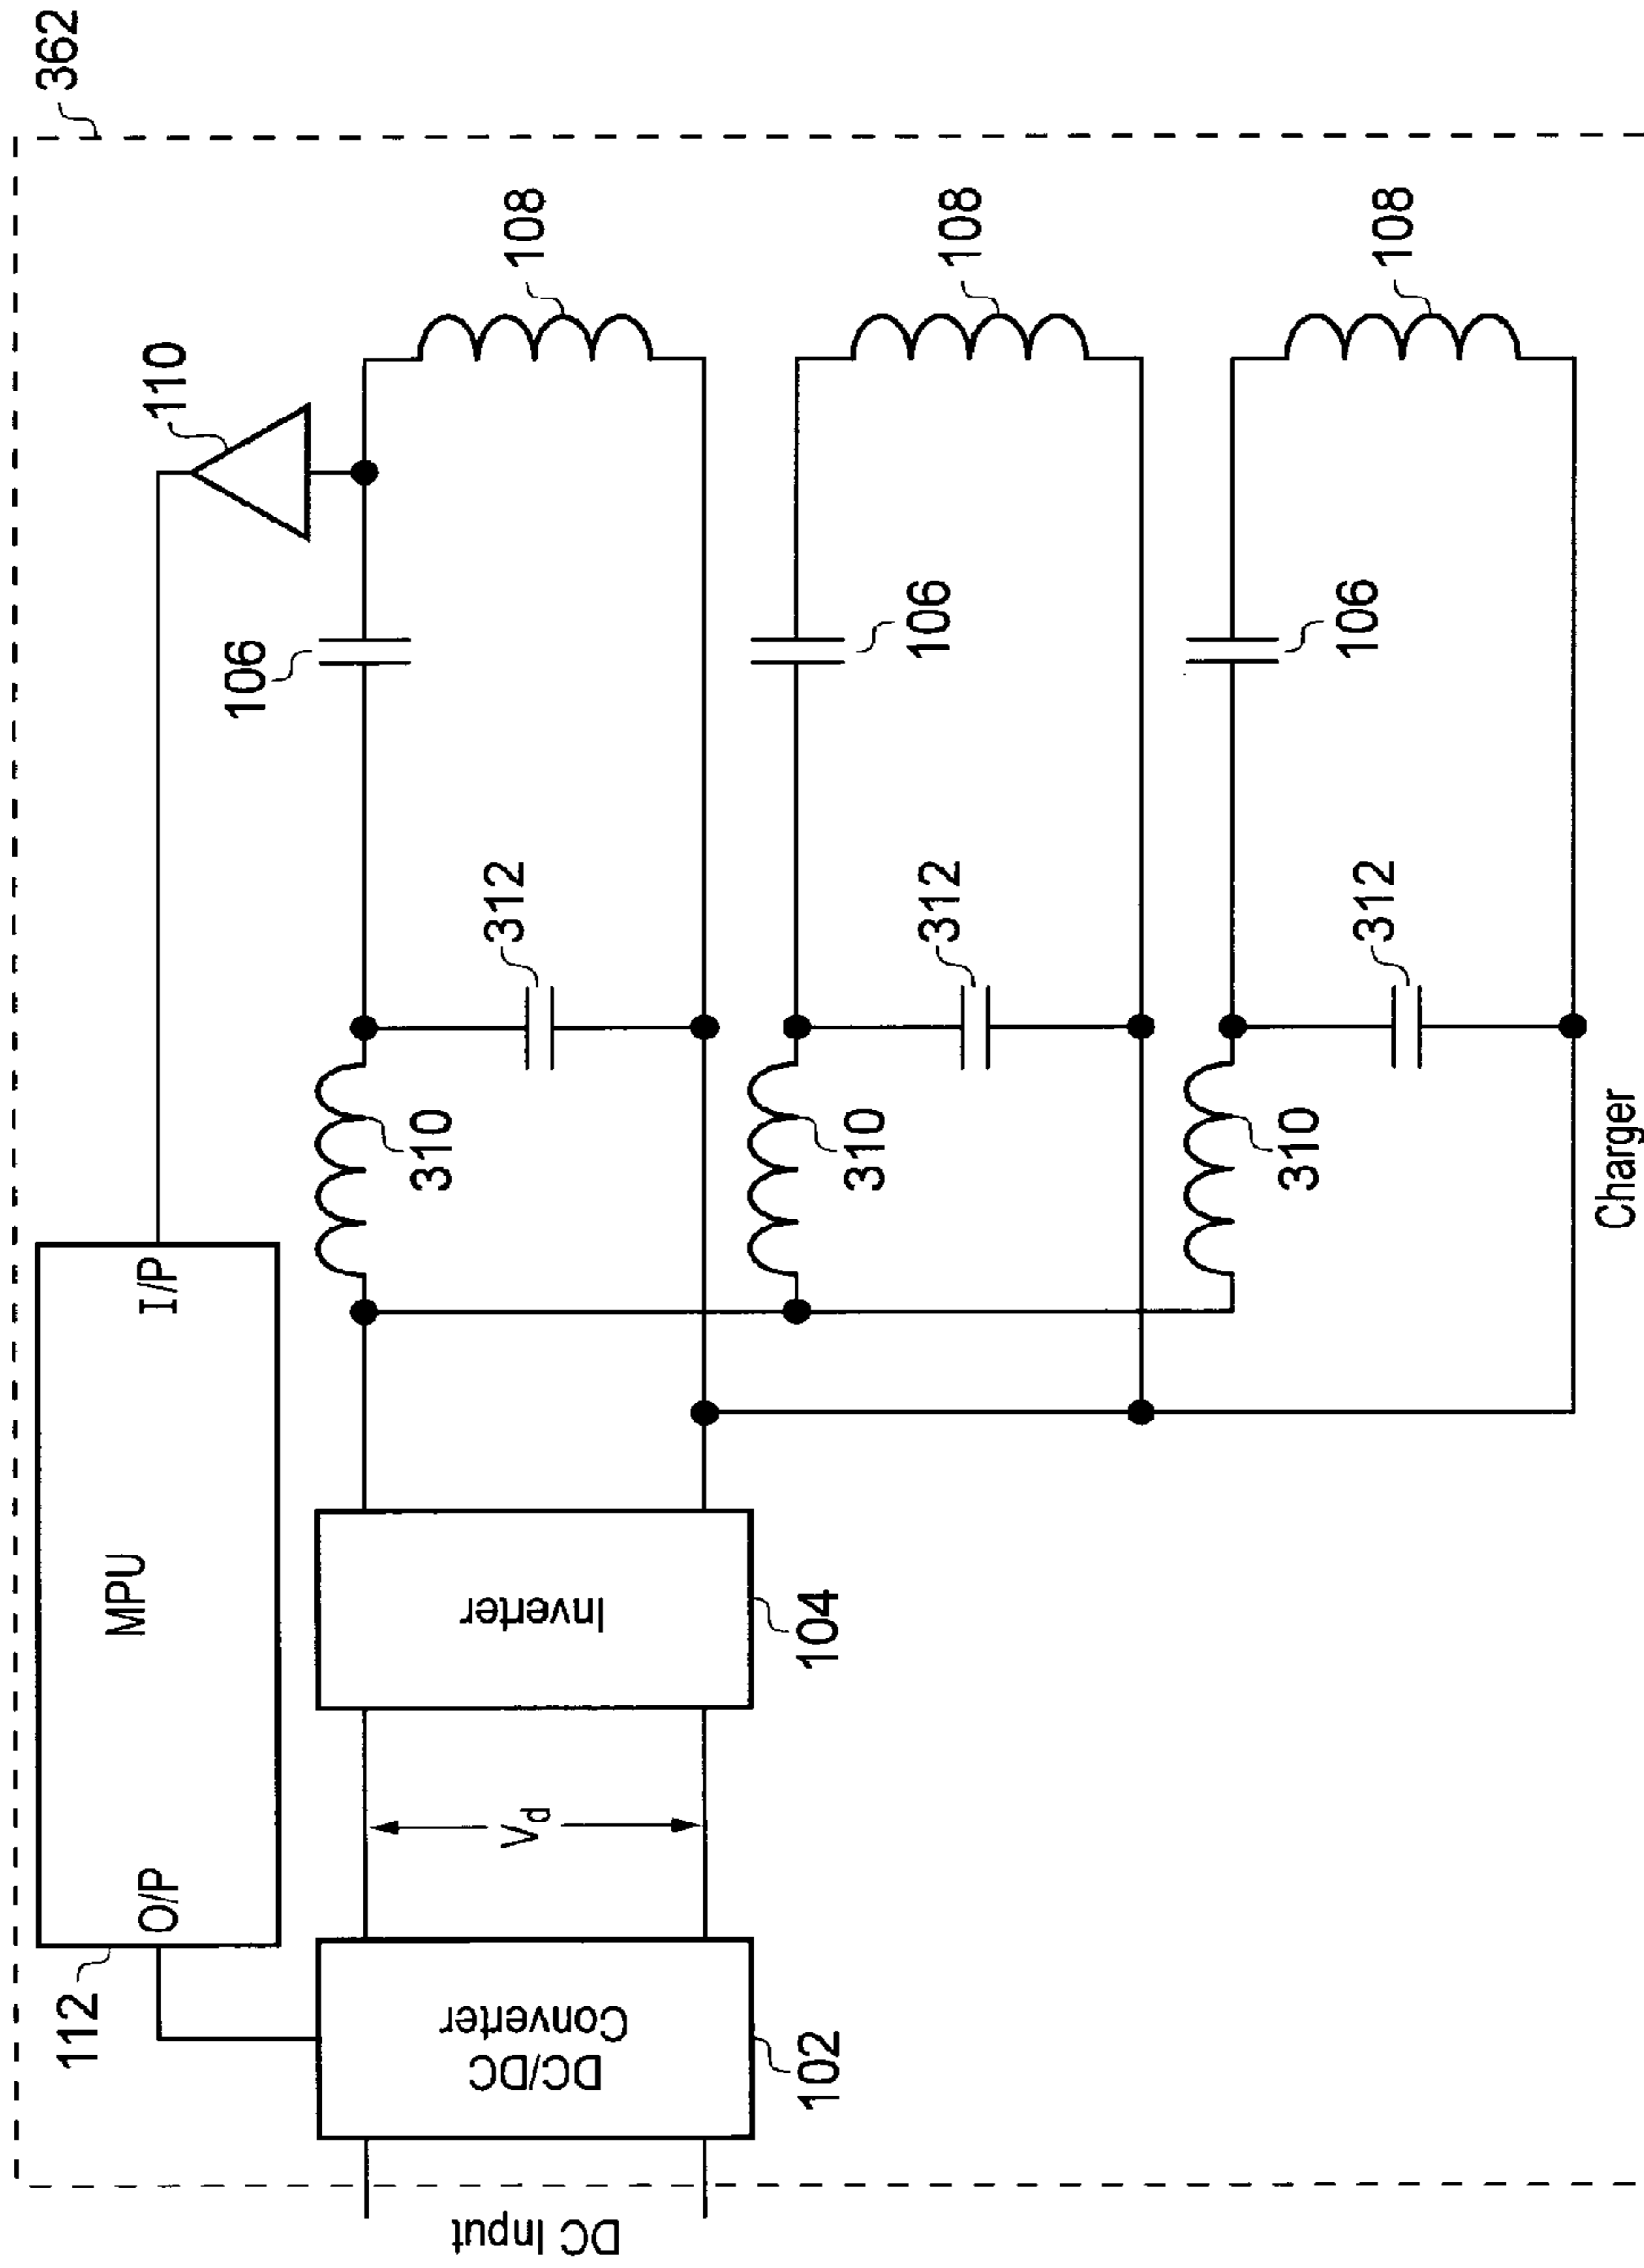 362
112
O/P
MPU
I/P
110
106
108
310
312
DC Input
DC/DC
Converter
102
Vd
Inverter
104
106
108
310
312
106
108
310
312
Charger